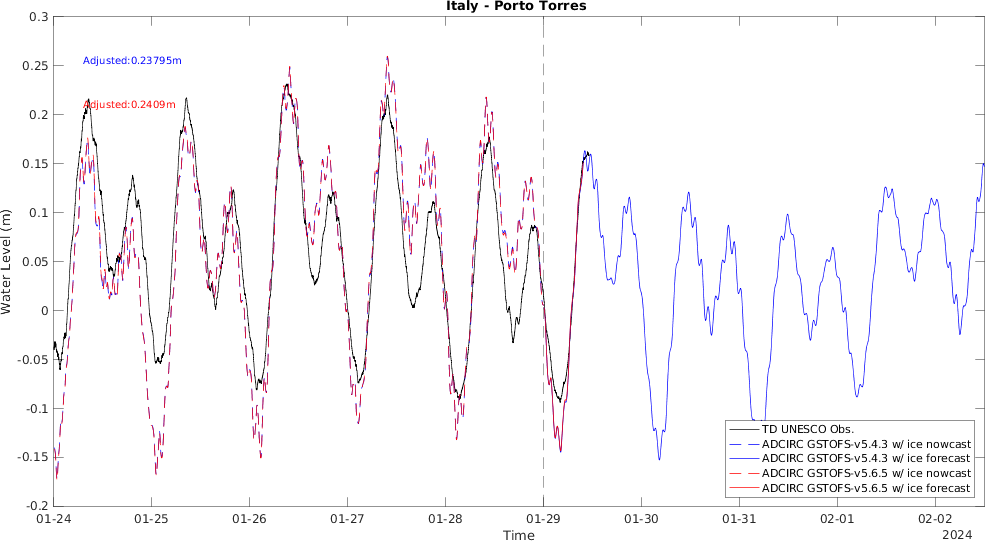 Italy - Porto Torres
0.3
0.25
0.2
0.15
0.1
0.05
0
-0.05
-0.1
-0.15
-0.2
Water Level (m)
Adjusted:0.23795m
Adjusted:0.2409m
TD UNESCO Obs.
ADCIRC GSTOFS-v5.4.3 w/ ice nowcast
ADCIRC GSTOFS-v5.4.3 w/ ice forecast
ADCIRC GSTOFS-v5.6.5 w/ ice nowcast
ADCIRC GSTOFS-v5.6.5 w/ ice forecast
01-24 01-25 01-26 01-27 01-28 01-29 01-30 01-31 02-01 02-02
Time
2024